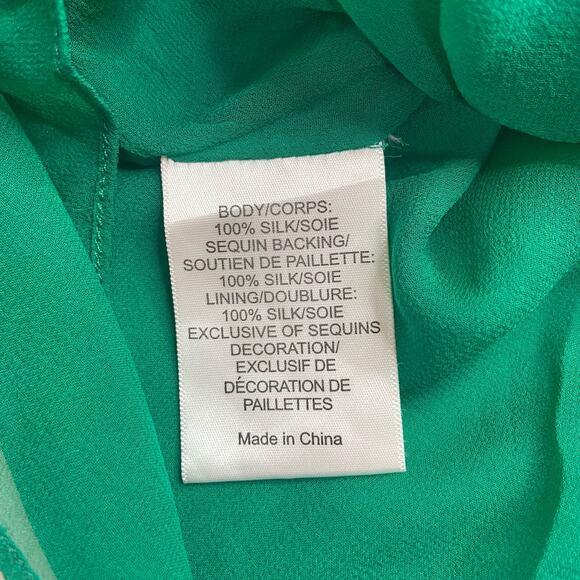 BODY/CORPS:
100% SILK/SOIE
SEQUIN BACKING/
SOUTIEN DE PAILLETTE:
100% SILK/SOIE
LINING/DOUBLURE:
100% SILK/SOIE
EXCLUSIVE OF SEQUINS
DECORATION/
EXCLUSIF DE
DÉCORATION DE
PAILLETTES
Made in China